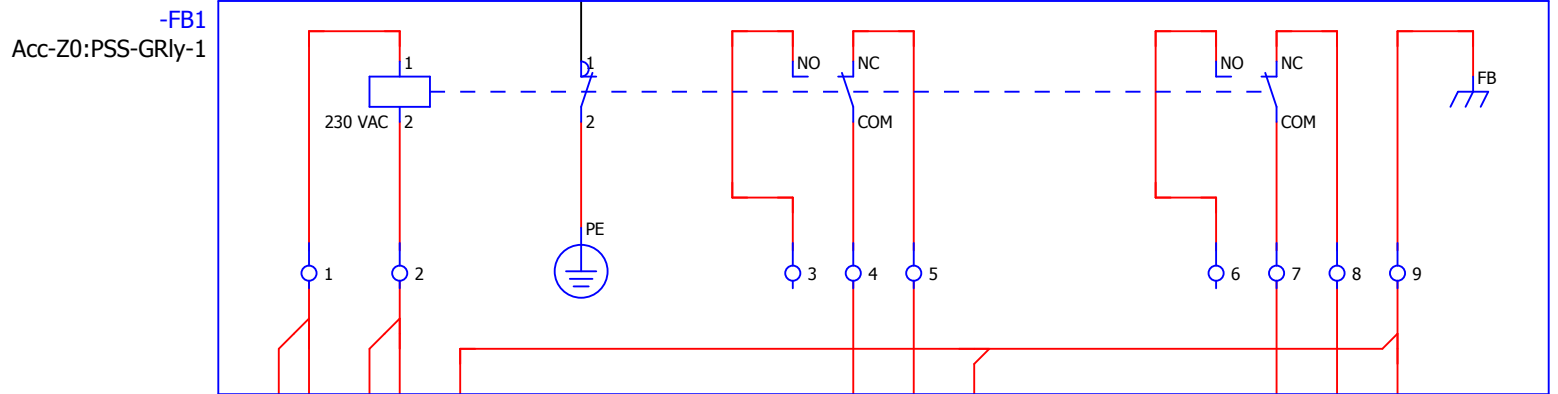 -FB1
Acc-Z0:PSS-GRly-1
1 1 NO NC NO NC FB
230 VAC 2 2 COM COM
PE
1 2 3 4 5 6 7 8 9